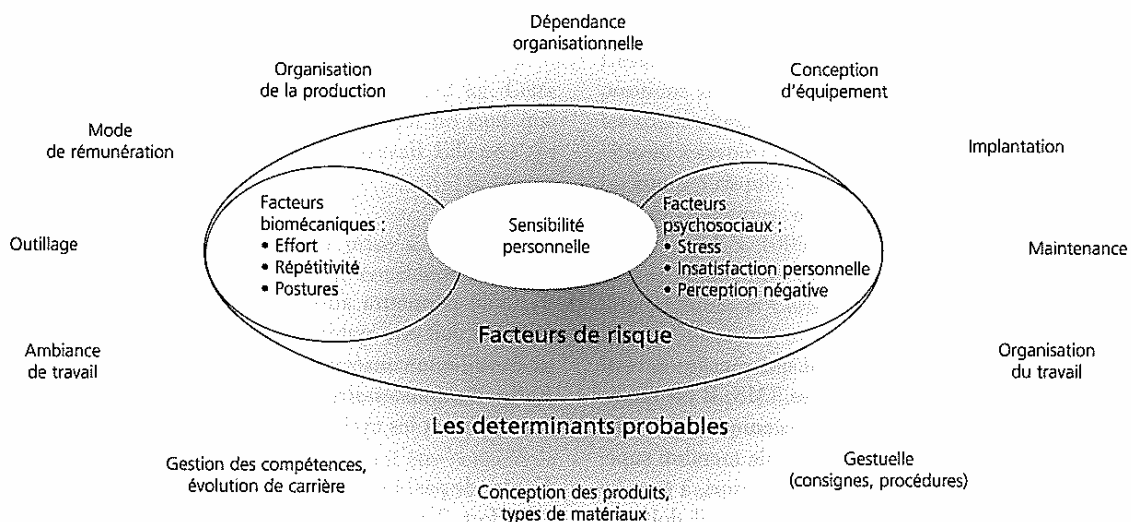 Dépendance
organisationnelle
Organisation
de la production
Conception
d'équipement
Mode
de rémunération
Implantation
Facteurs
biomécaniques :
• Effort
• Répétitivité
• Postures
Sensibilité
personnelle
Facteurs
psychosociaux :
• Stress
• Insatisfaction personnelle
• Perception négative
Outillage
Maintenance
Facteurs de risque
Ambiance
de travail
Organisation
du travail
Les determinants probables
Gestion des compétences,
évolution de carrière
Conception des produits,
types de matériaux
Gestuelle
(consignes, procédures)